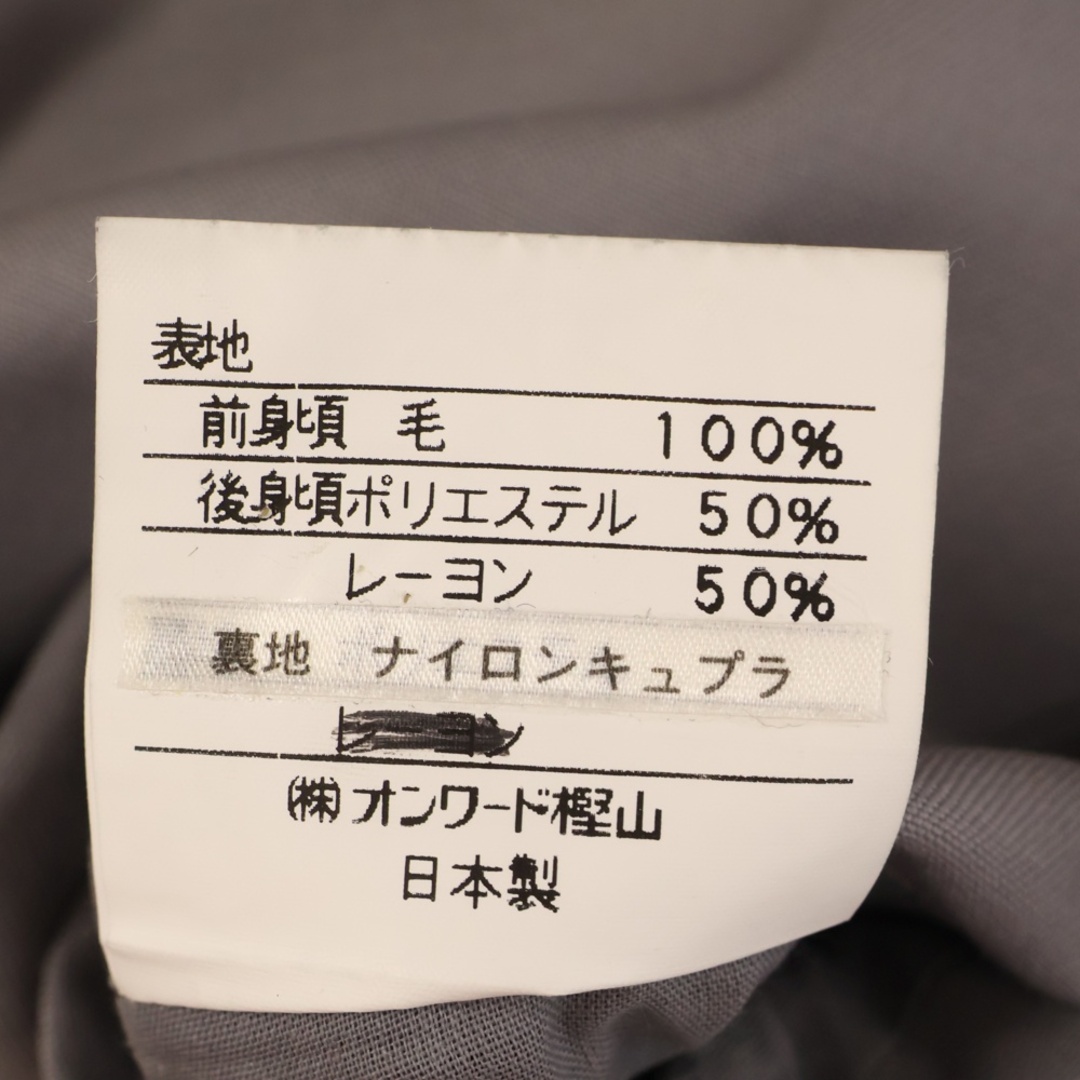 表地
前身頃 毛 100%
後身頃ポリエステル 50%
レーヨン 50%
裏地 ナイロンキュプラ
㈱オンワード樫山
日本製